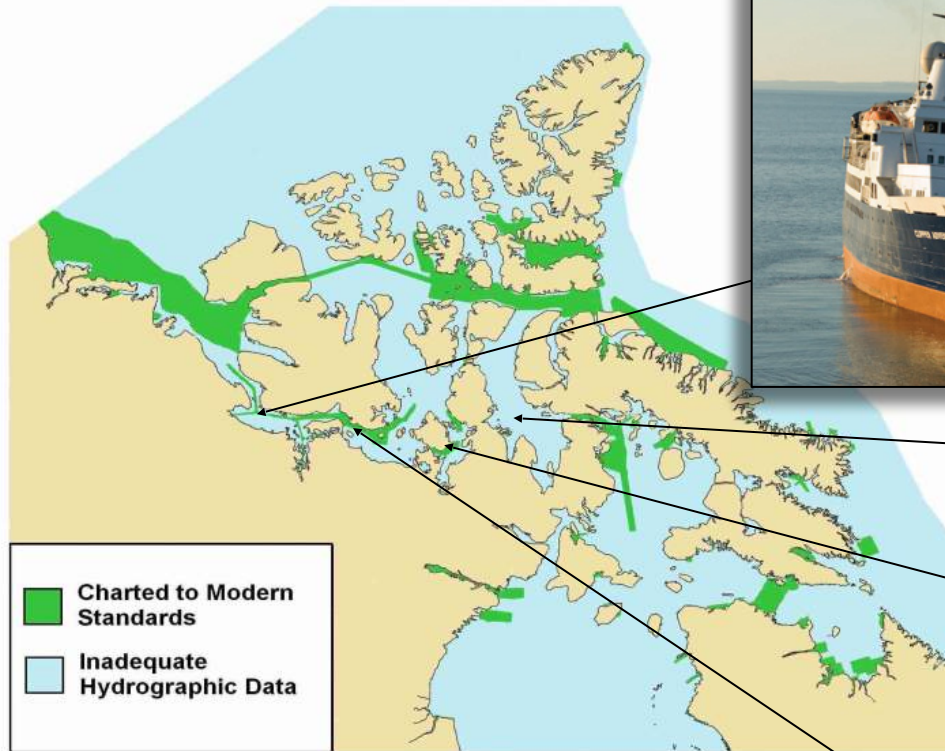 Charted to Modern
Standards
Inadequate
Hydrographic Data